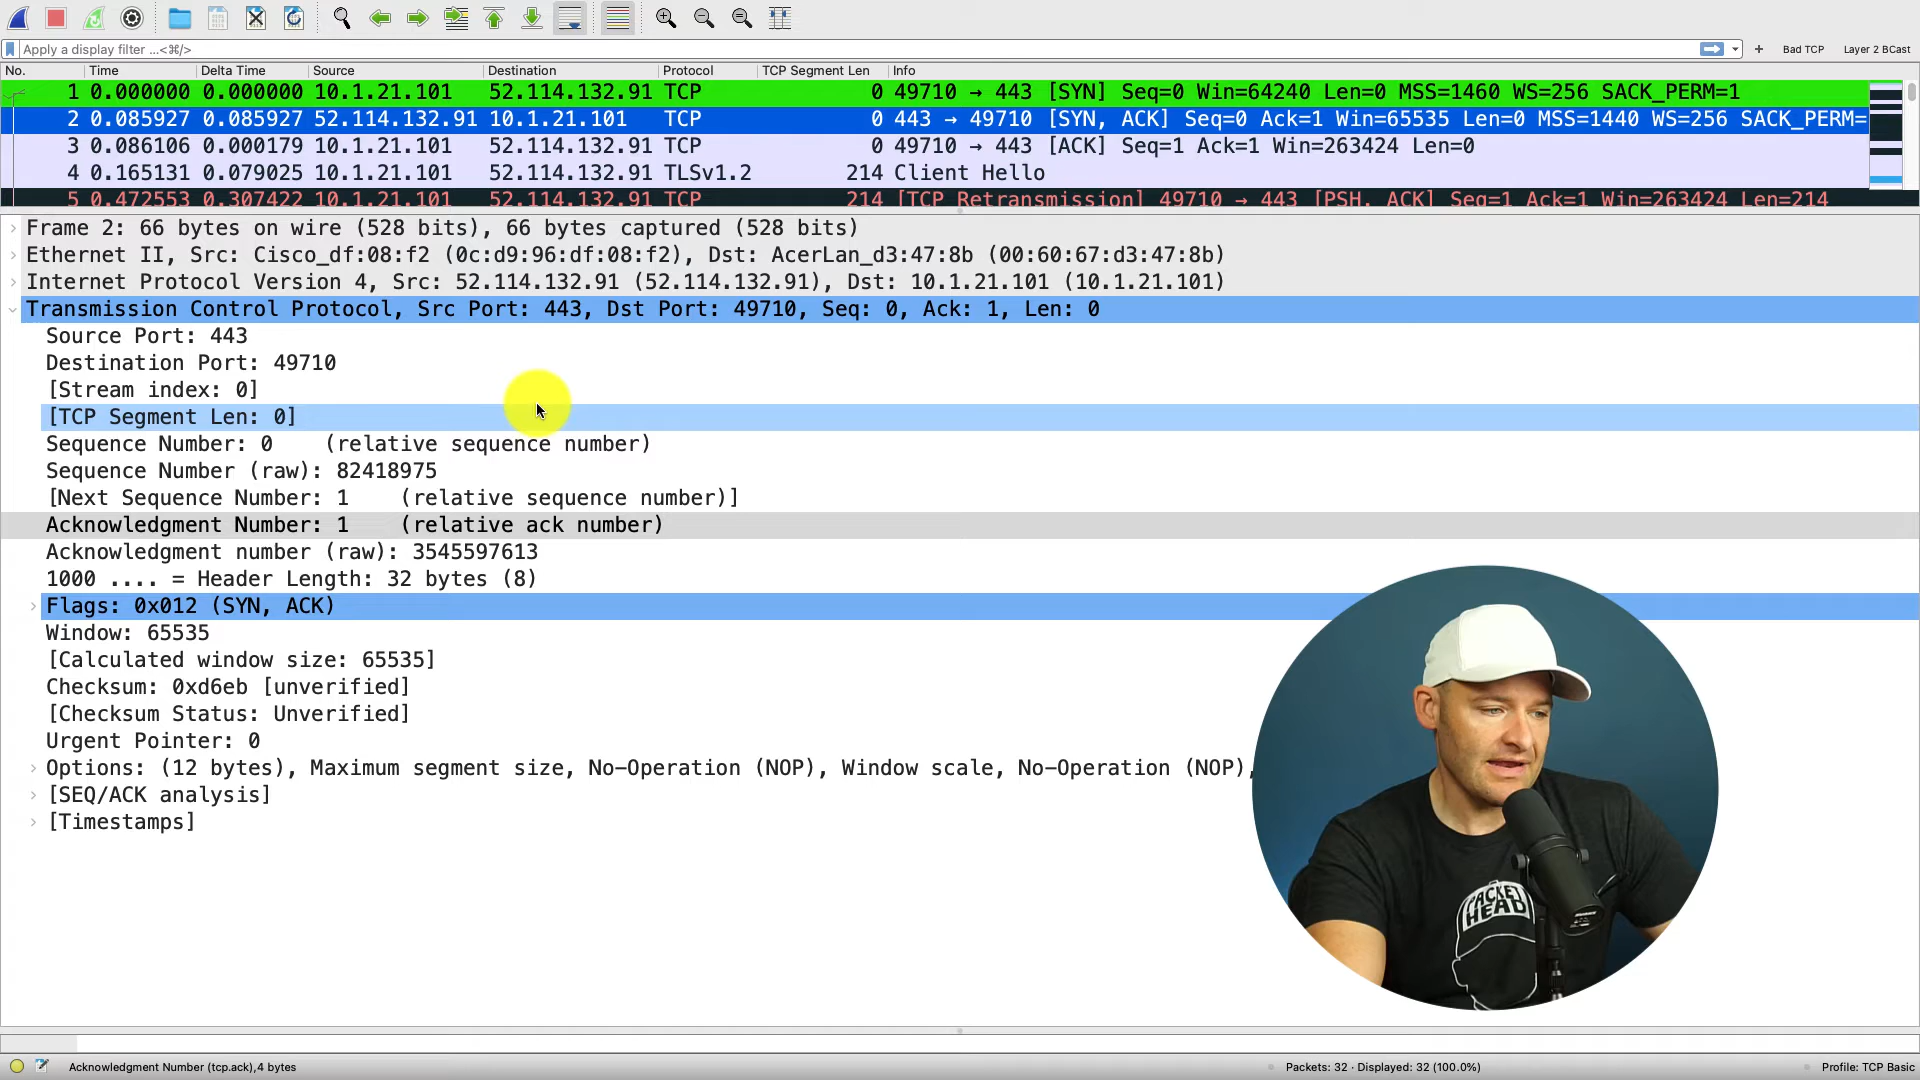 Apply a display filter ...<⌘/>
+ Bad TCP Layer 2 BCast
No. Time Delta Time Source Destination Protocol TCP Segment Len Info
1 0.000000 0.000000 10.1.21.101 52.114.132.91 TCP 0 49710 → 443 [SYN] Seq=0 Win=64240 Len=0 MSS=1460 WS=256 SACK_PERM=1
2 0.085927 0.085927 52.114.132.91 10.1.21.101 TCP 0 443 → 49710 [SYN, ACK] Seq=0 Ack=1 Win=65535 Len=0 MSS=1440 WS=256 SACK_PERM=
3 0.086106 0.000179 10.1.21.101 52.114.132.91 TCP 0 49710 → 443 [ACK] Seq=1 Ack=1 Win=263424 Len=0
4 0.165131 0.079025 10.1.21.101 52.114.132.91 TLSv1.2 214 Client Hello
5 0.472553 0.307422 10.1.21.101 52.114.132.91 TCP 214 [TCP Retransmission] 49710 → 443 [PSH, ACK] Seq=1 Ack=1 Win=263424 Len=214
Frame 2: 66 bytes on wire (528 bits), 66 bytes captured (528 bits)
Ethernet II, Src: Cisco_df:08:f2 (0c:d9:96:df:08:f2), Dst: AcerLan_d3:47:8b (00:60:67:d3:47:8b)
Internet Protocol Version 4, Src: 52.114.132.91 (52.114.132.91), Dst: 10.1.21.101 (10.1.21.101)
Transmission Control Protocol, Src Port: 443, Dst Port: 49710, Seq: 0, Ack: 1, Len: 0
Source Port: 443
Destination Port: 49710
[Stream index: 0]
[TCP Segment Len: 0]
Sequence Number: 0 (relative sequence number)
Sequence Number (raw): 82418975
[Next Sequence Number: 1 (relative sequence number)]
Acknowledgment Number: 1 (relative ack number)
Acknowledgment number (raw): 3545597613
1000 .... = Header Length: 32 bytes (8)
Flags: 0x012 (SYN, ACK)
Window: 65535
[Calculated window size: 65535]
Checksum: 0xd6eb [unverified]
[Checksum Status: Unverified]
Urgent Pointer: 0
Options: (12 bytes), Maximum segment size, No-Operation (NOP), Window scale, No-Operation (NOP),
[SEQ/ACK analysis]
[Timestamps]
PACKET
HEAD
Acknowledgment Number (tcp.ack),4 bytes
Packets: 32 · Displayed: 32 (100.0%)
Profile: TCP Basic